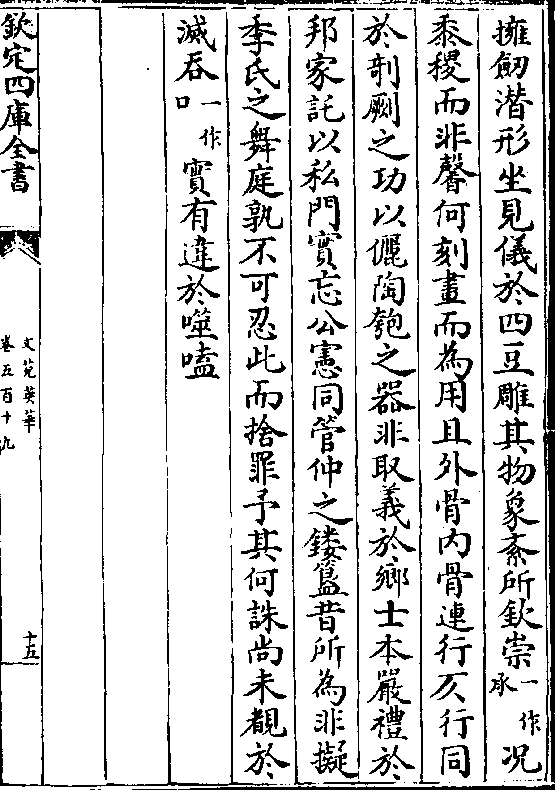 擁劒潛形坐見儀於四豆雕其物象紊所欽崇一作承况
黍稷而非馨何刻畫而為用且外骨内骨連行仄行同
於剞劂之功以儷陶匏之器非取義於鄉士本嚴禮於
邦家託以私門實忘公憲同管仲之鏤簋昔所為非擬
季氏之舞庭孰不可忍此而捨罪予其何誅尚未覩於
滅吞一作口實有違於噬嗑
欽定四庫全書
文苑英華
卷五百十九
十五